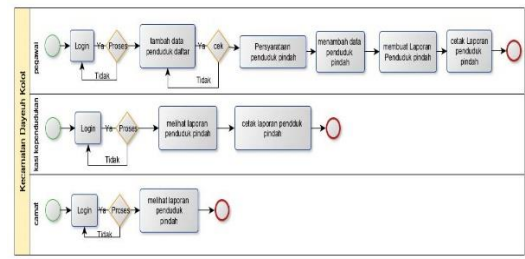 Kecamatan Dayeuh Kolot
pegawai
Login
Ya
Proses
Tidak
tambah data
penduduk daftar
Ya
cek
Tidak
Persyarataan
penduduk pindah
menambah data
penduduk
pindah
membuat Laporan
Penduduk pindah
cetak Laporan
penduduk
pindah
kasi kependudukan
Login
Ya
Proses
Tidak
melihat laporan
penduduk pindah
cetak laporan pendduk
pindah
camat
Login
Ya
Proses
Tidak
melihat laporan
penduduk
pindah